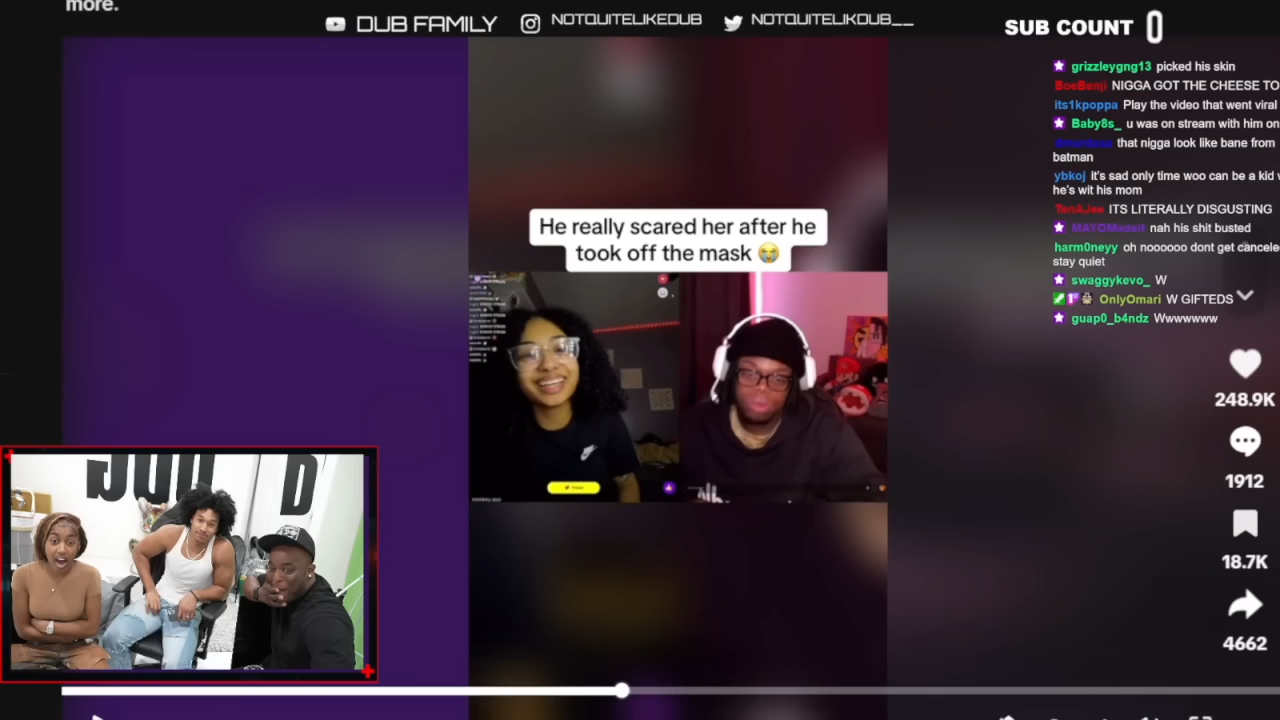 more.
DUB FAMILY
NOTQUITELIKEDUB
NOTQUITELIKDUB__
SUB COUNT 0
grizzleygng13 picked his skin
BoeBenji NIGGA GOT THE CHEESE TO
its1kpoppa Play the video that went viral
Baby8s_ u was on stream with him on
that nigga look like bane from
batman
ybkoj It's sad only time woo can be a kid
he's wit his mom
TenAJee ITS LITERALLY DISGUSTING
MAYOMadeit nah his shit busted
harm0neyy oh noooooo dont get cancele
stay quiet
swaggykevo_ W
OnlyOmari W GIFTEDS
guap0_b4ndz Wwwwwww
He really scared her after he
took off the mask 😭
248.9K
1912
18.7K
4662
D